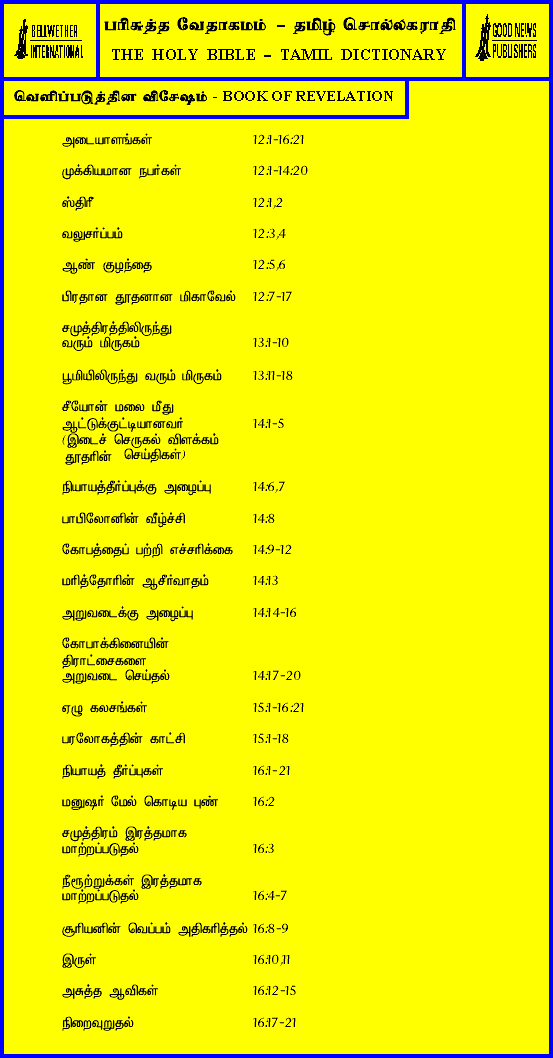 BELLWETHER
INTERNATIONAL
பரிசுத்த வேதாகமம் – தமிழ் சொல்லகராதி
THE HOLY BIBLE – TAMIL DICTIONARY
GOOD NEWS
PUBLISHERS
வெளிப்படுத்தின விசேஷம் - BOOK OF REVELATION
அடையாளங்கள் 12:1-16:21
முக்கியமான நபர்கள் 12:1-14:20
ஸ்திரீ 12:1,2
வலுசர்ப்பம் 12:3,4
ஆண் குழந்தை 12:5,6
பிரதான தூதனான மிகாவேல் 12:7-17
சமுத்திரத்திலிருந்து
வரும் மிருகம் 13:1-10
பூமியிலிருந்து வரும் மிருகம் 13:11-18
சீயோன் மலை மீது
ஆட்டுக்குட்டியானவர் 14:1-5
(இடைச் செருகல் விளக்கம்
தூதரின் செய்திகள்)
நியாயத்தீர்ப்புக்கு அழைப்பு 14:6,7
பாபிலோனின் வீழ்ச்சி 14:8
கோபத்தைப் பற்றி எச்சரிக்கை 14:9-12
மரித்தோரின் ஆசீர்வாதம் 14:13
அறுவடைக்கு அழைப்பு 14:14-16
கோபாக்கினையின்
திராட்சைகளை
அறுவடை செய்தல் 14:17-20
ஏழு கலசங்கள் 15:1-16:21
பரலோகத்தின் காட்சி 15:1-18
நியாயத் தீர்ப்புகள் 16:1-21
மனுஷர் மேல் கொடிய புண் 16:2
சமுத்திரம் இரத்தமாக
மாற்றப்படுதல் 16:3
நீரூற்றுக்கள் இரத்தமாக
மாற்றப்படுதல் 16:4-7
சூரியனின் வெப்பம் அதிகரித்தல் 16:8-9
இருள் 16:10,11
அசுத்த ஆவிகள் 16:12-15
நிறைவுறுதல் 16:17-21